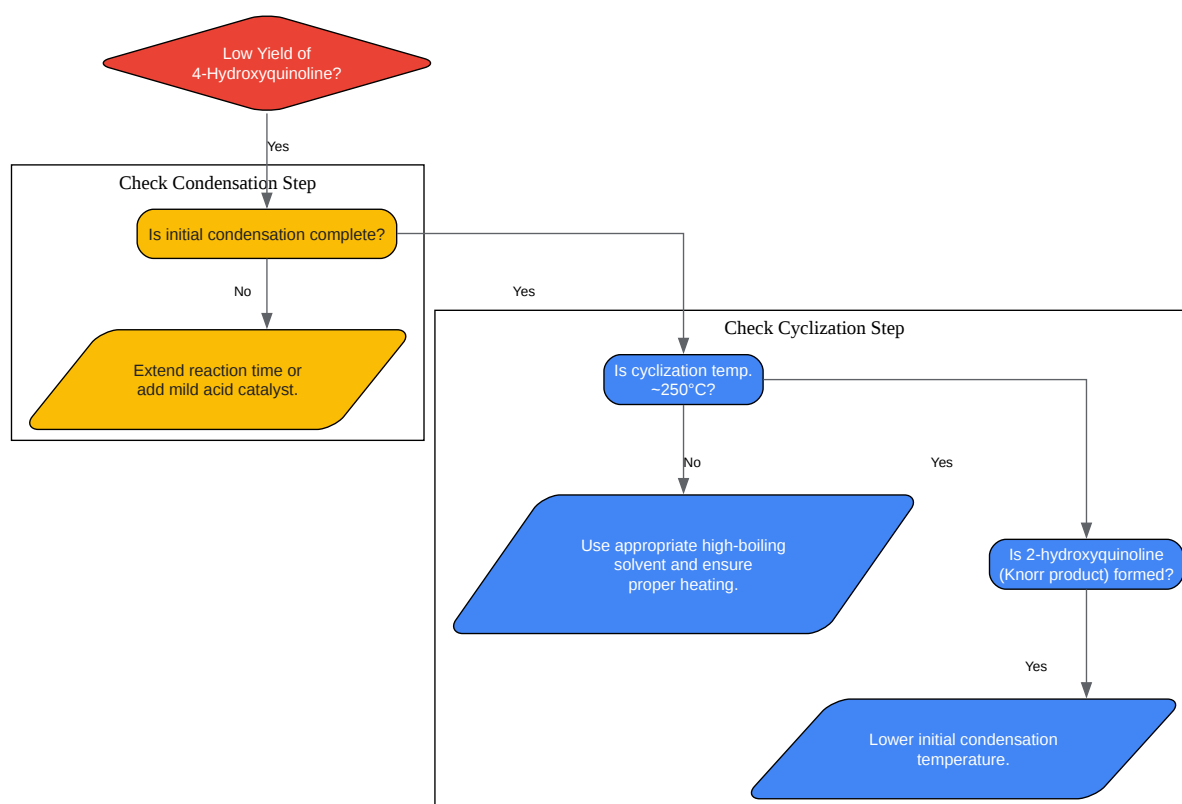 Low Yield of
4-Hydroxyquinoline?
Yes
Check Condensation Step
Is initial condensation complete?
No
Yes
Extend reaction time or
add mild acid catalyst.
Check Cyclization Step
Is cyclization temp.
~250°C?
No
Yes
Use appropriate high-boiling
solvent and ensure
proper heating.
Is 2-hydroxyquinoline
(Knorr product) formed?
Yes
Lower initial condensation
temperature.